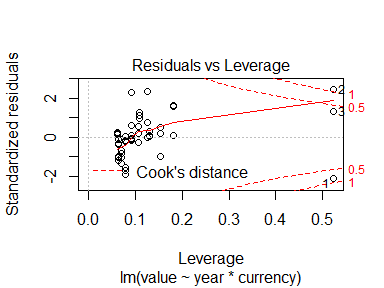 Residuals vs Leverage
Standardized residuals
2
0
-2
2
1
0.5
3
0.5
1
1
Cook's distance
0.0 0.1 0.2 0.3 0.4 0.5
Leverage
lm(value ~ year * currency)